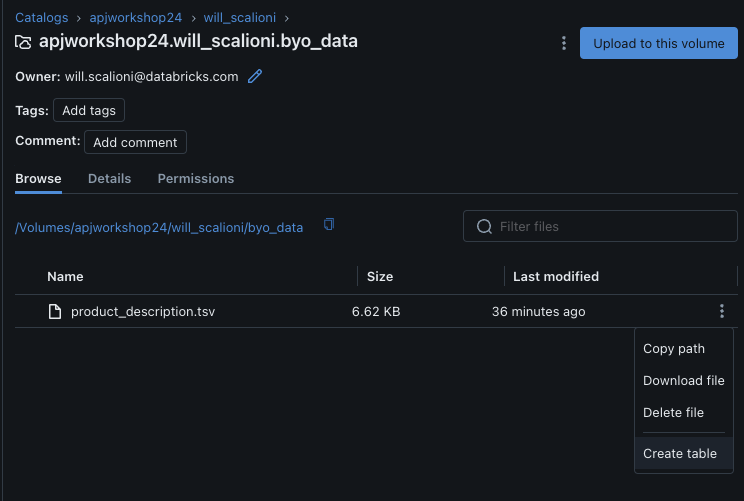 Catalogs > apjworkshop24 > will_scalioni >
apjworkshop24.will_scalioni.byo_data
Upload to this volume
Owner: will.scalioni@databricks.com
Tags: Add tags
Comment: Add comment
Browse Details Permissions
/Volumes/apjworkshop24/will_scalioni/byo_data
Filter files
Name Size Last modified
product_description.tsv 6.62 KB 36 minutes ago
Copy path
Download file
Delete file
Create table